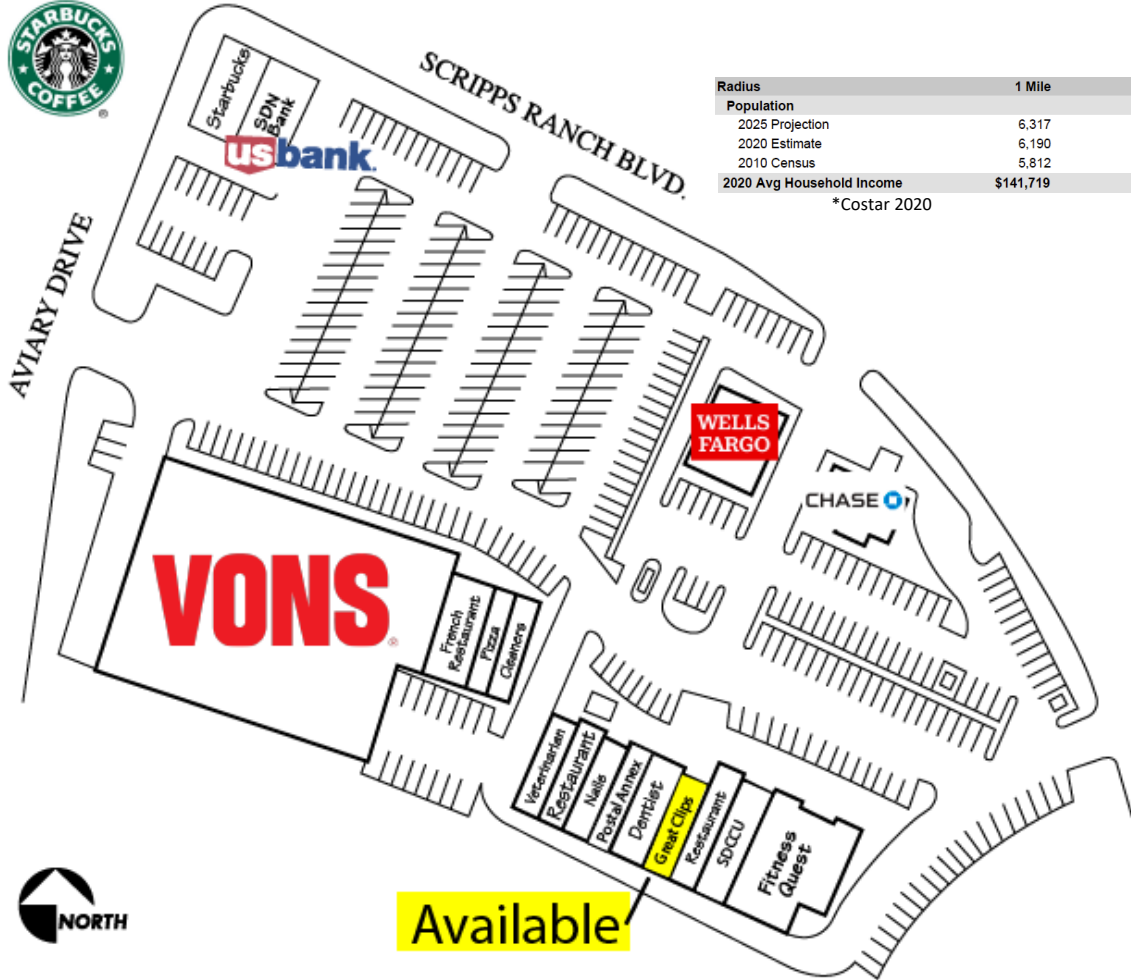 STARBUCKS
COFFEE
®
Starbucks
SDN
Bank
usbank.
SCRIPPS RANCH BLVD.
AVIARY DRIVE
Radius 1 Mile
Population
2025 Projection 6,317
2020 Estimate 6,190
2010 Census 5,812
2020 Avg Household Income $141,719
*Costar 2020
WELLS
FARGO
CHASE
VONS®
French
Restaurant
Pizza
Cleaners
Veterinarian
Restaurant
Nails
Postal Annex
Dentist
Great Clips
Restaurant
SDCCU
Fitness
Quest
Available
NORTH